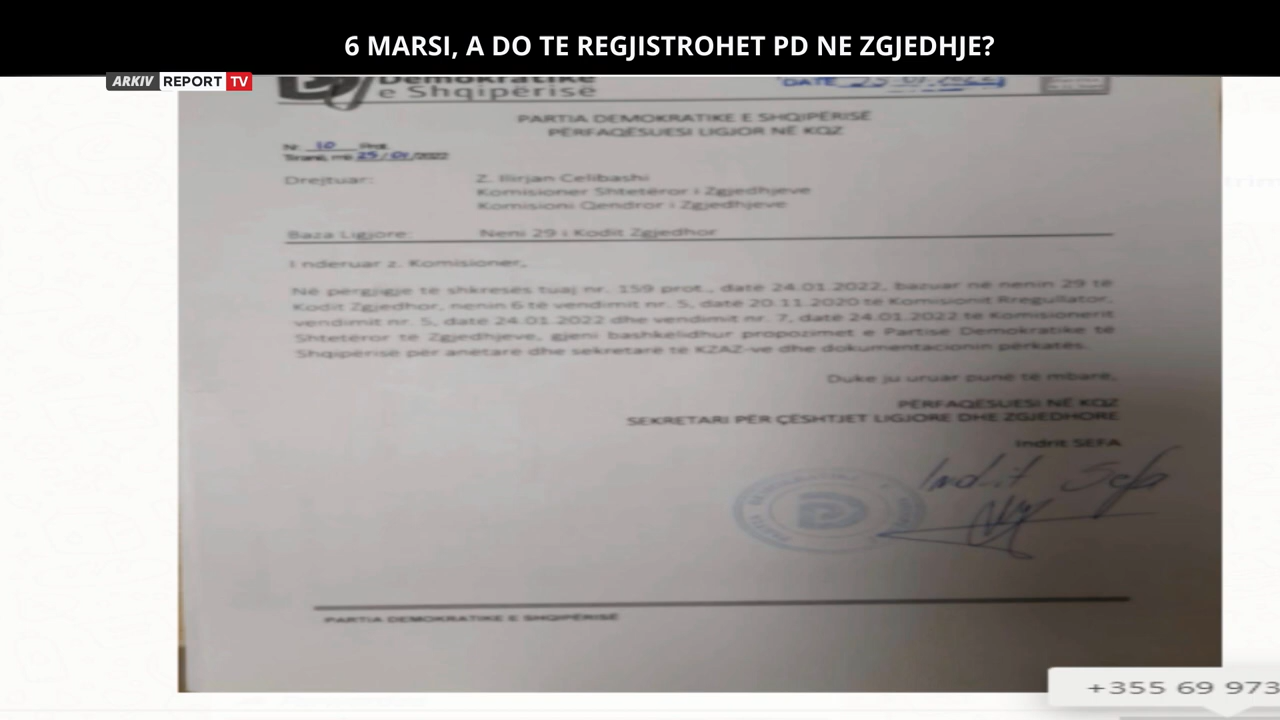 6 MARSI, A DO TE REGJISTROHET PD NE ZGJEDHJE?
ARKIV REPORT TV
Demokratike
e Shqipërisë
DATË
PARTIA DEMOKRATIKE E SHQIPËRISË
PËRFAQËSUESI LIGJOR NË KQZ
Nr. 10 Prot.
Tiranë, më 25/01/2022
Drejtuar: Z. Ilirjan Celibashi
Komisioner Shtetëror i Zgjedhjeve
Komisioni Qendror i Zgjedhjeve
Baza Ligjore: Neni 29 i Kodit Zgjedhor
I nderuar z. Komisioner,
Në përgjigje të shkresës tuaj nr. 159 prot., datë 24.01.2022, bazuar në nenin 29 të
Kodit Zgjedhor, nenin 6 të vendimit nr. 5, datë 20.11.2020 të Komisionit Rregullator,
vendimit nr. 5, datë 24.01.2022 dhe vendimit nr. 7, datë 24.01.2022 të Komisionerit
Shtetëror të Zgjedhjeve, gjeni bashkëlidhur propozimet e Partisë Demokratike të
Shqipërisë për anëtarë dhe sekretarë të KZAZ-ve dhe dokumentacionin përkatës.
Duke ju uruar punë të mbarë,
PËRFAQËSUESI NË KQZ
SEKRETARI PËR ÇËSHTJET LIGJORE DHE ZGJEDHORE
Indrit SEFA
Indrit Sefa
PARTIA DEMOKRATIKE E SHQIPËRISË
+355 69 973